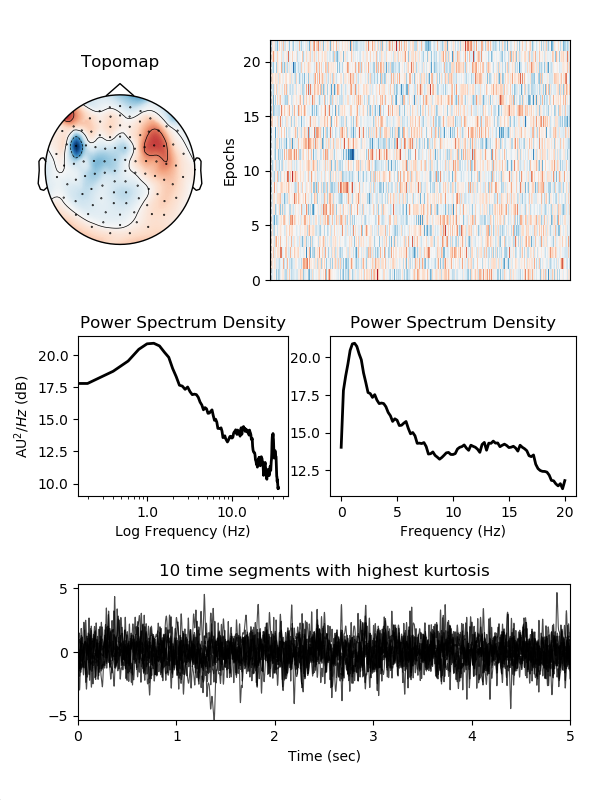 Topomap
Epochs
20
15
10
5
0
Power Spectrum Density
AU²/Hz (dB)
20.0
17.5
15.0
12.5
10.0
1.0 10.0
Log Frequency (Hz)
Power Spectrum Density
20.0
17.5
15.0
12.5
0 5 10 15 20
Frequency (Hz)
10 time segments with highest kurtosis
5
0
−5
0 1 2 3 4 5
Time (sec)